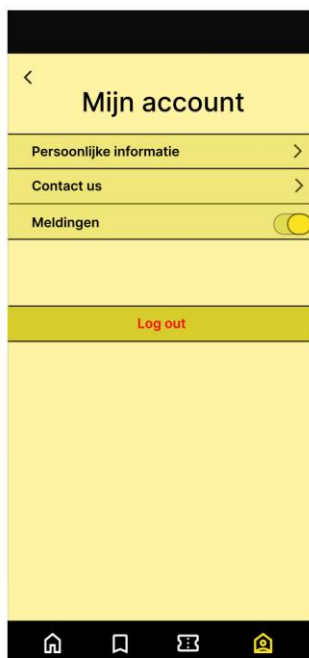 Mijn account
Persoonlijke informatie
Contact us
Meldingen
Log out